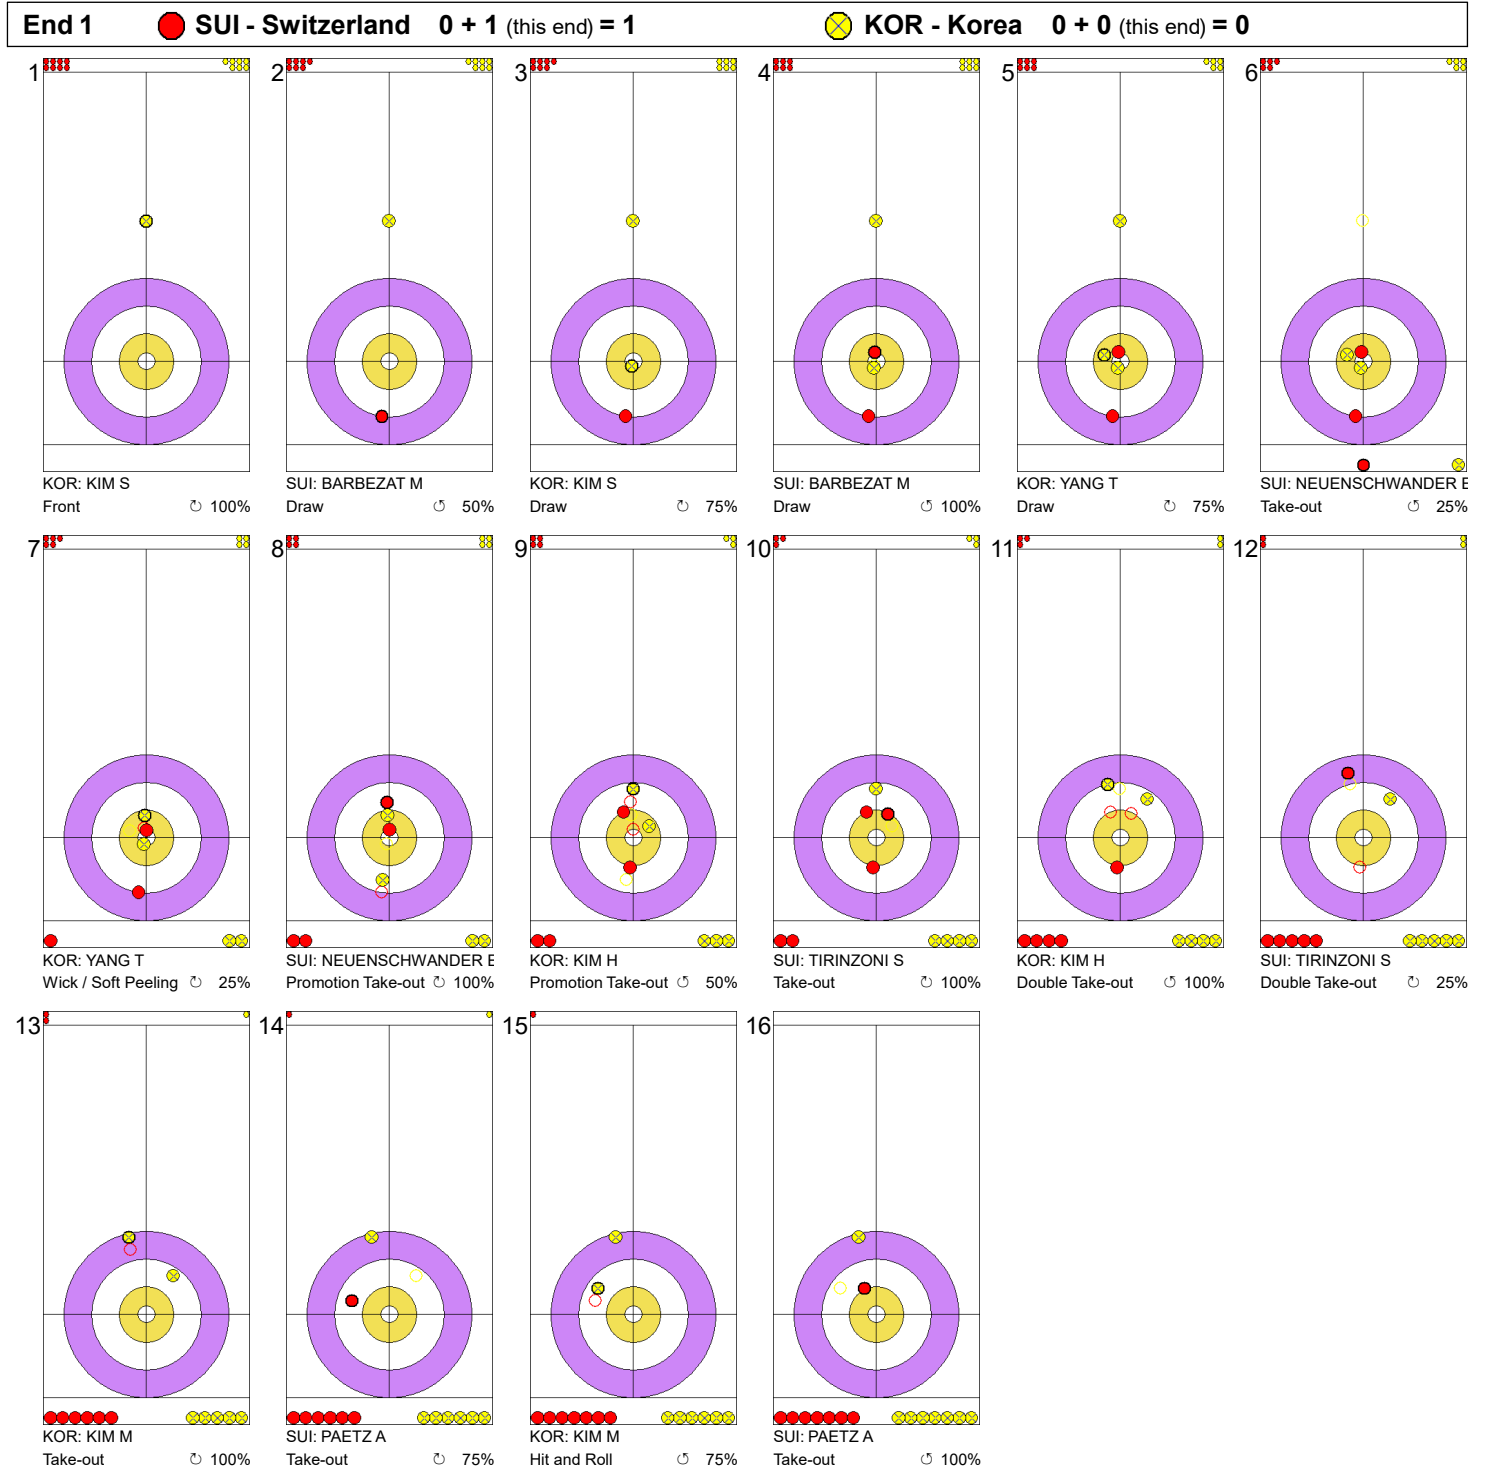 End 1 SUI - Switzerland 0 + 1 (this end) = 1 KOR - Korea 0 + 0 (this end) = 0
1 2 3 4 5 6
KOR: KIM S SUI: BARBEZAT M KOR: KIM S SUI: BARBEZAT M KOR: YANG T SUI: NEUENSCHWANDER E
Front ↻ 100% Draw ↺ 50% Draw ↻ 75% Draw ↺ 100% Draw ↻ 75% Take-out ↺ 25%
7 8 9 10 11 12
KOR: YANG T SUI: NEUENSCHWANDER E KOR: KIM H SUI: TIRINZONI S KOR: KIM H SUI: TIRINZONI S
Wick / Soft Peeling ↻ 25% Promotion Take-out ↻ 100% Promotion Take-out ↺ 50% Take-out ↻ 100% Double Take-out ↻ 100% Double Take-out ↻ 25%
13 14 15 16
KOR: KIM M SUI: PAETZ A KOR: KIM M SUI: PAETZ A
Take-out ↻ 100% Take-out ↻ 75% Hit and Roll ↺ 75% Take-out ↺ 100%